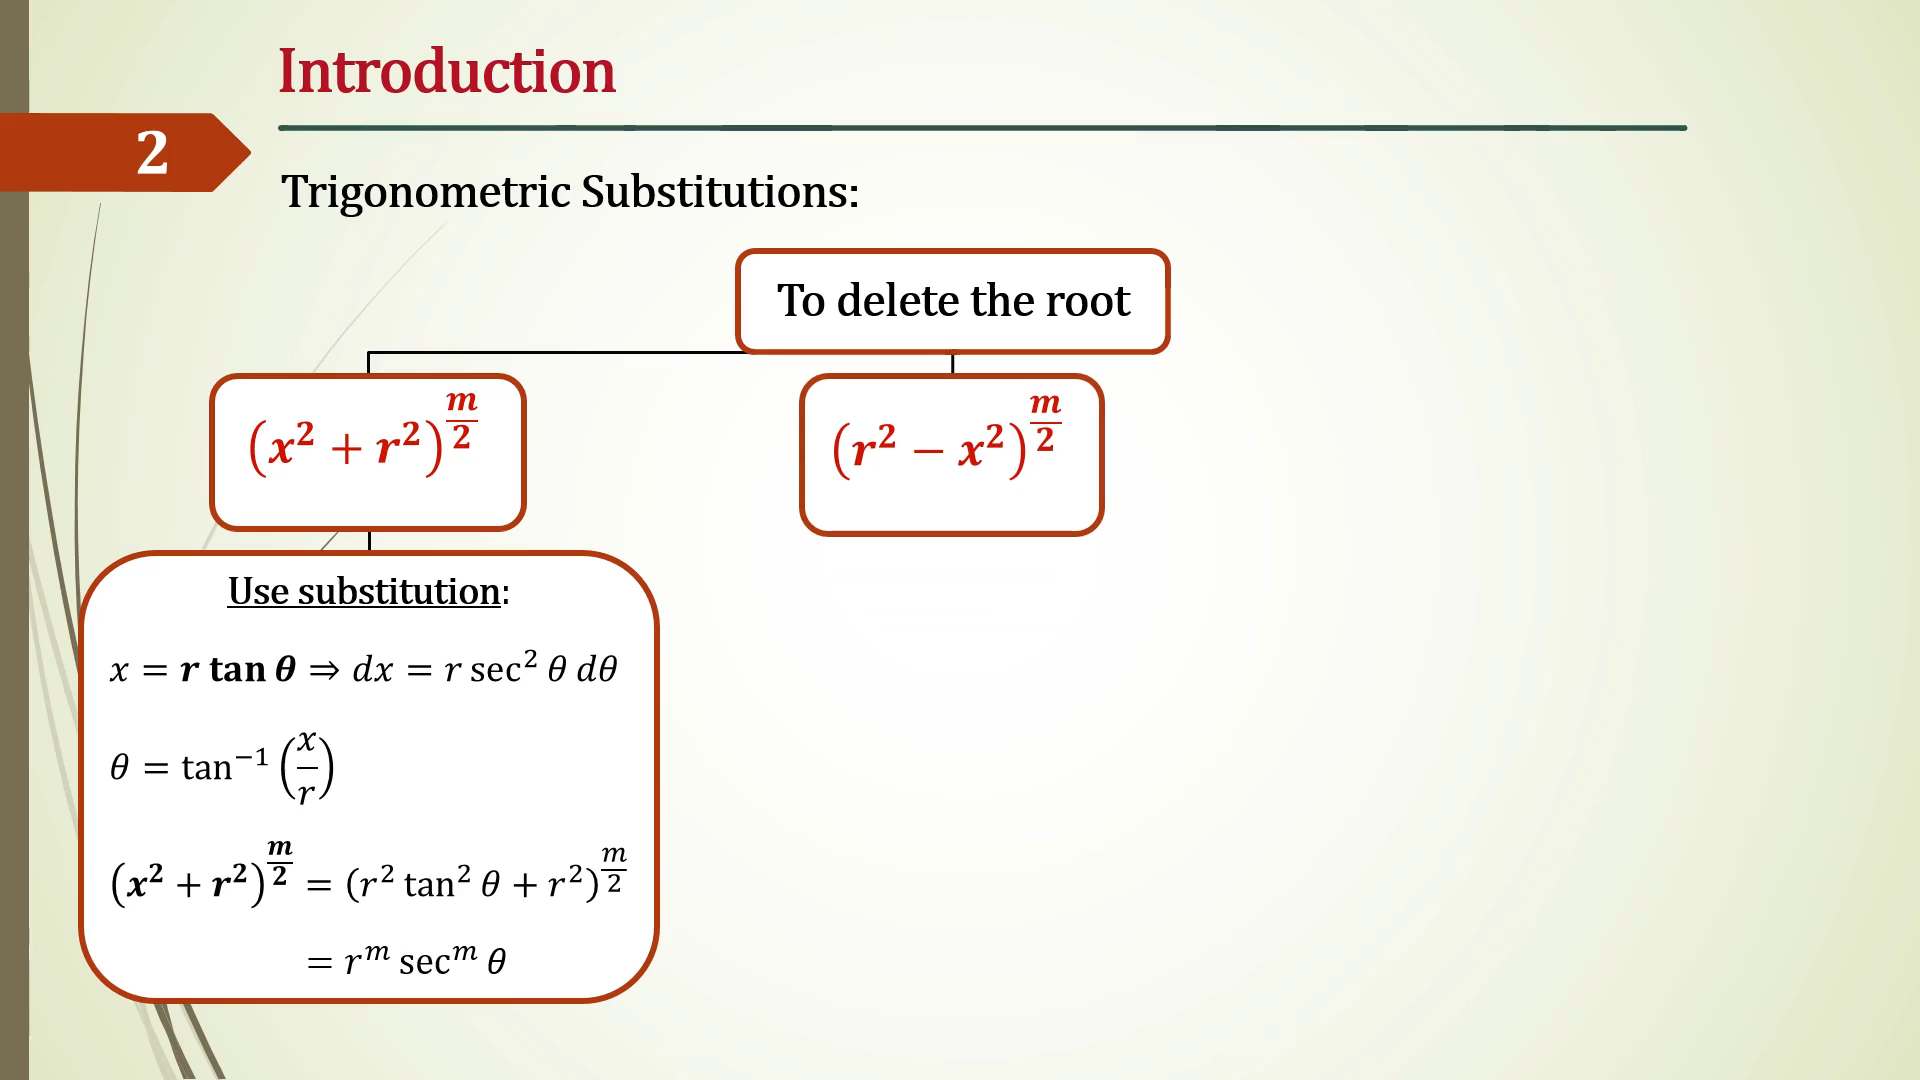 Introduction
2
Trigonometric Substitutions:
To delete the root
(x² + r²)^(m/2)
(r² − x²)^(m/2)
Use substitution:
x = r tan θ ⇒ dx = r sec² θ dθ
θ = tan⁻¹ (x/r)
(x² + r²)^(m/2) = (r² tan² θ + r²)^(m/2)
= r^m sec^m θ